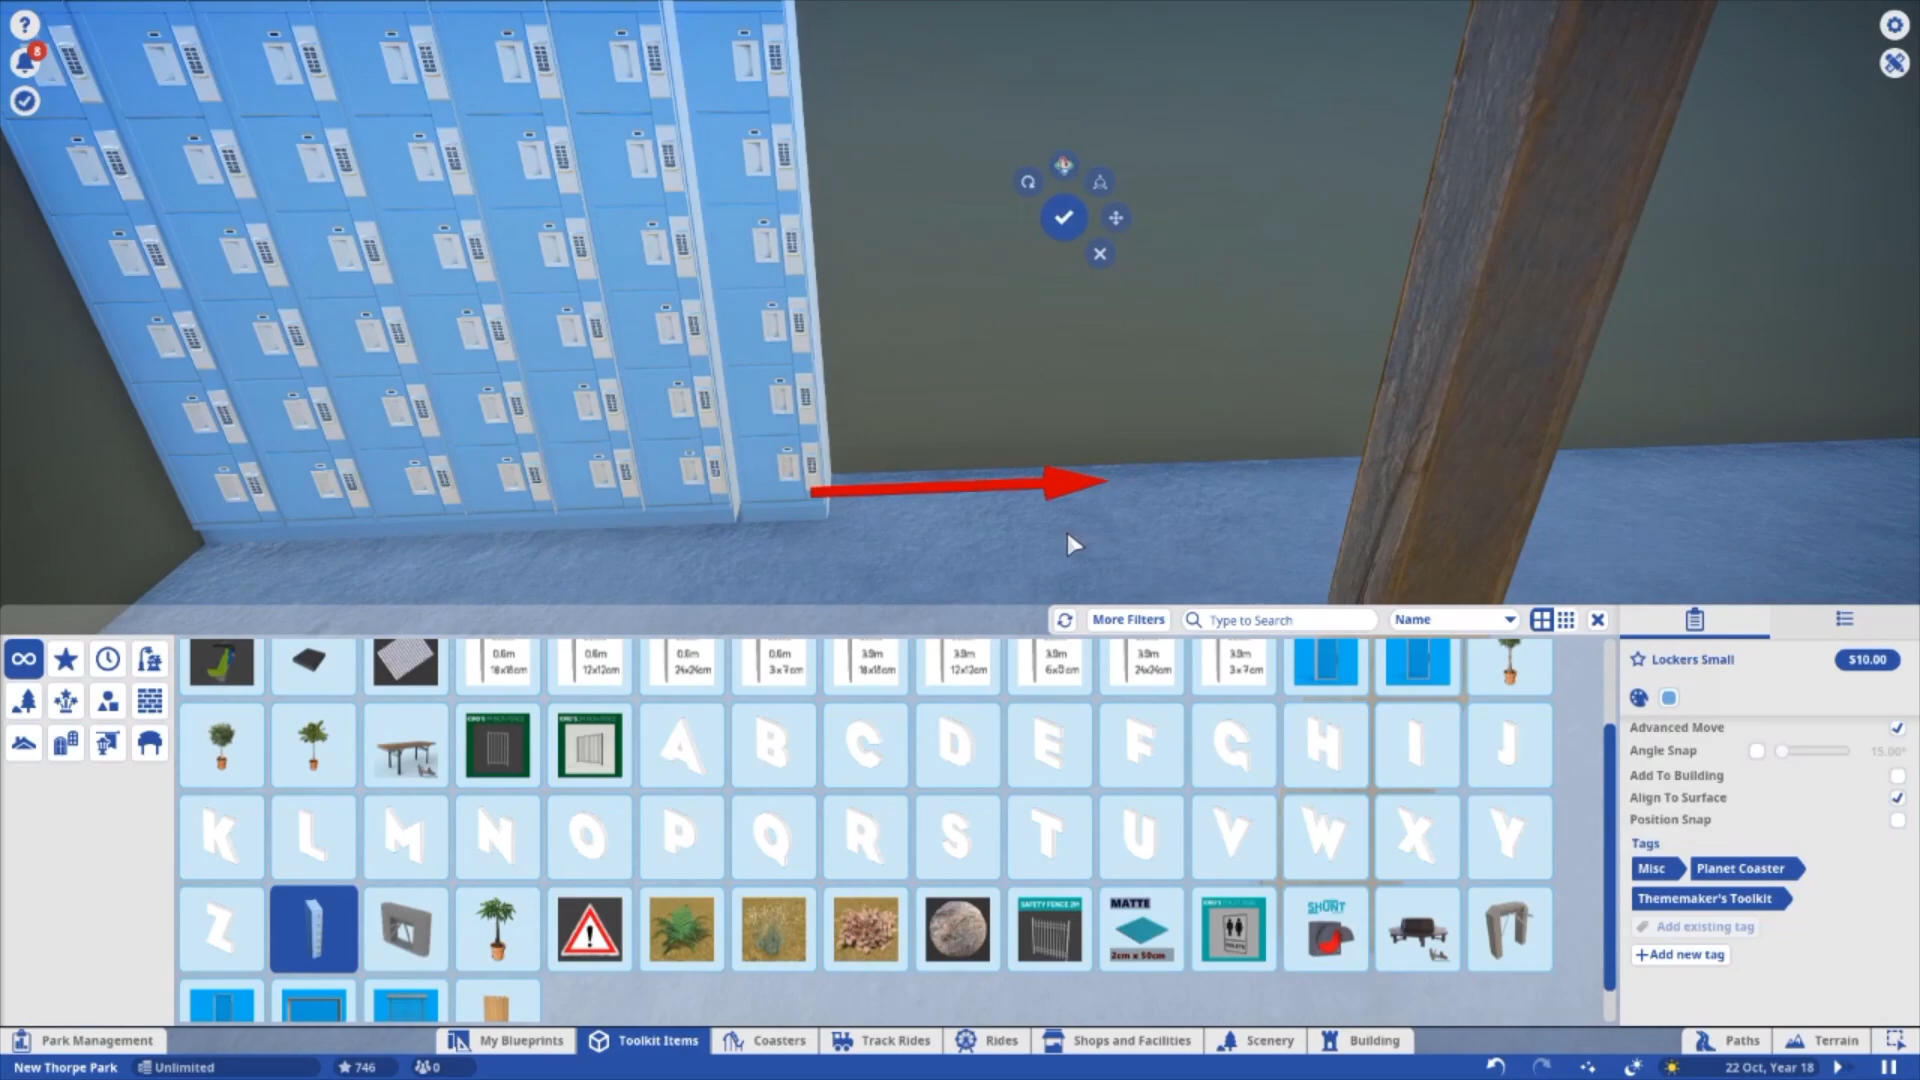 ?
8
More Filters
Type to Search
Name
0.6m
18x18cm
0.6m
12x12cm
0.6m
24x24cm
0.6m
3x7cm
3.9m
18x18cm
3.9m
12x12cm
3.9m
3.9m
24x24cm
3.9m
3x7cm
A B C D E F G H I J
K L M N O P Q R S T U V W X Y
Z
SAFETY FENCE 2M
MATTE
2cm x 50cm
TOILETS
SHUNT
Lockers Small
$10.00
Advanced Move
Angle Snap
15.00°
Add To Building
Align To Surface
Position Snap
Tags
Misc
Planet Coaster
Thememaker's Toolkit
Add existing tag
+Add new tag
Park Management
My Blueprints
Toolkit Items
Coasters
Track Rides
Rides
Shops and Facilities
Scenery
Building
Paths
Terrain
New Thorpe Park
Unlimited
746
0
22 Oct, Year 18